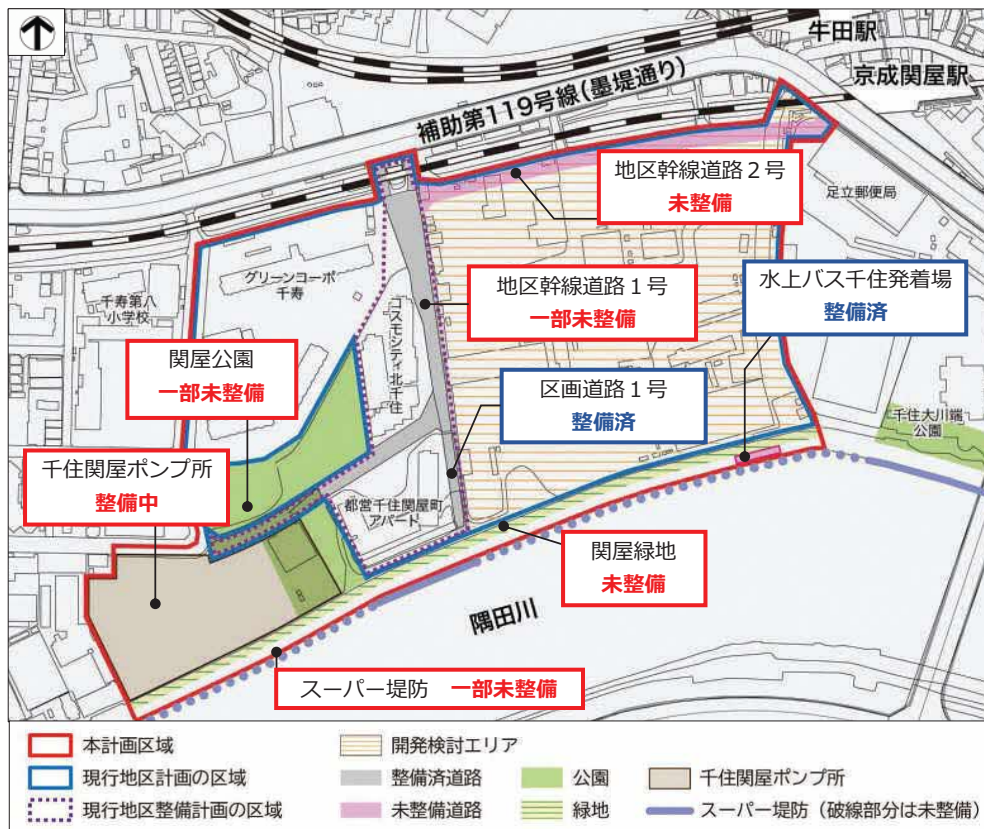 牛田駅
京成関屋駅
補助第119号線(墨堤通り)
地区幹線道路２号
未整備
足立郵便局
グリーンコーポ
千寿
千寿第八
小学校
コスモシティ北千住
地区幹線道路１号
一部未整備
水上バス千住発着場
整備済
関屋公園
一部未整備
区画道路１号
整備済
千住大川端
公園
千住関屋ポンプ所
整備中
都営千住関屋町
アパート
関屋緑地
未整備
隅田川
スーパー堤防 一部未整備
本計画区域
現行地区計画の区域
現行地区整備計画の区域
開発検討エリア
整備済道路
未整備道路
公園
緑地
千住関屋ポンプ所
スーパー堤防（破線部分は未整備）